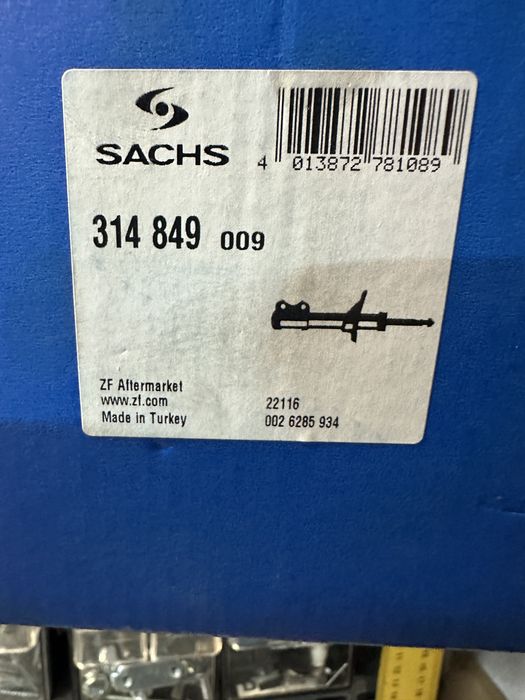 SACHS
4 013872 781089
314 849 009
ZF Aftermarket
www.zf.com
Made in Turkey
22116
002 6285 934